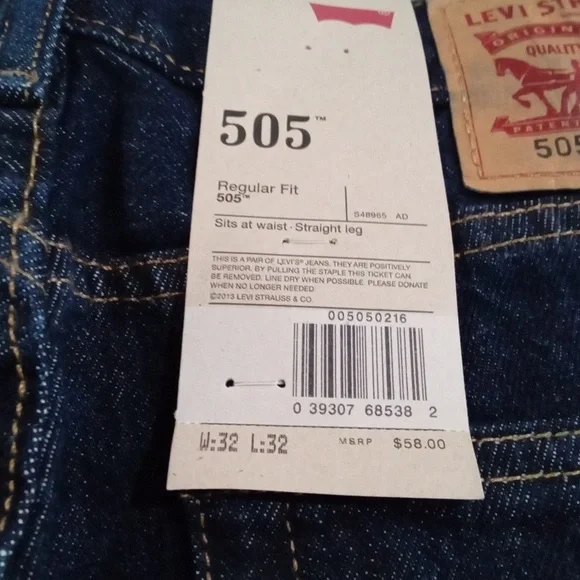 505™
Regular Fit
505™
S48965 AD
Sits at waist · Straight leg
THIS IS A PAIR OF LEVI'S® JEANS. THEY ARE POSITIVELY
SUPERIOR. BY PULLING THE STAPLE THIS TICKET CAN
BE REMOVED. LINE DRY WHEN POSSIBLE. PLEASE DONATE
WHEN NO LONGER NEEDED.
©2013 LEVI STRAUSS & CO.
005050216
0 39307 68538 2
W:32 L:32
MSRP $58.00
LEVI STR
ORIGIN
QUALITY
PATENT
505